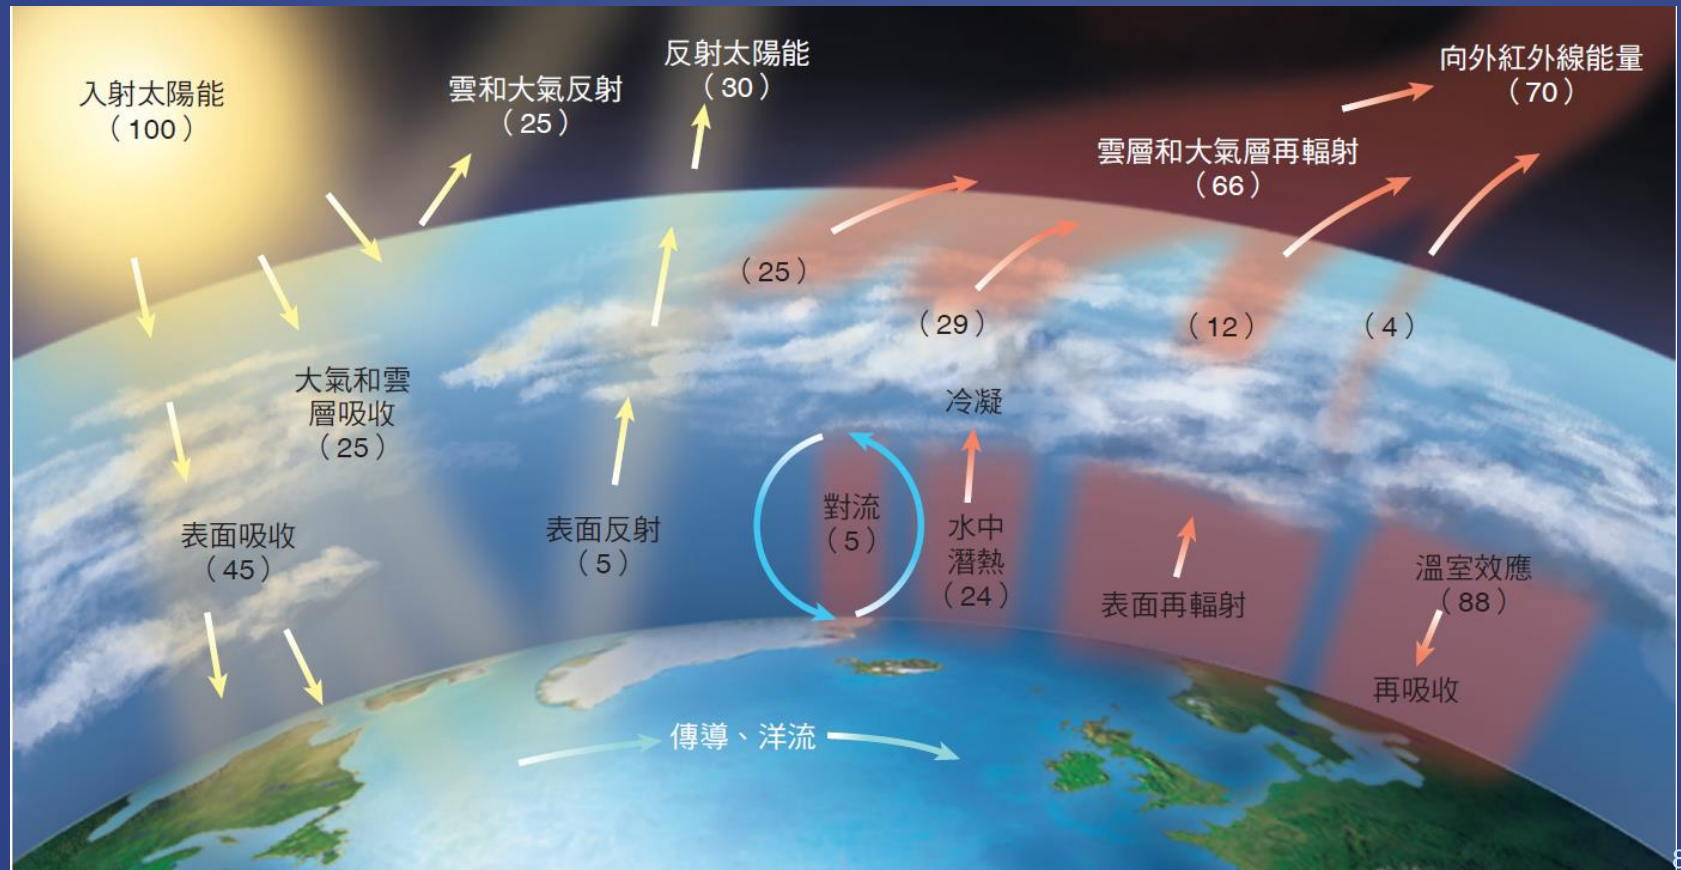 入射太陽能
（100）
雲和大氣反射
（25）
反射太陽能
（30）
向外紅外線能量
（70）
雲層和大氣層再輻射
（66）
（25）
（29）
（12）
（4）
大氣和雲
層吸收
（25）
冷凝
表面吸收
（45）
表面反射
（5）
對流
（5）
水中
潛熱
（24）
表面再輻射
溫室效應
（88）
再吸收
傳導、洋流